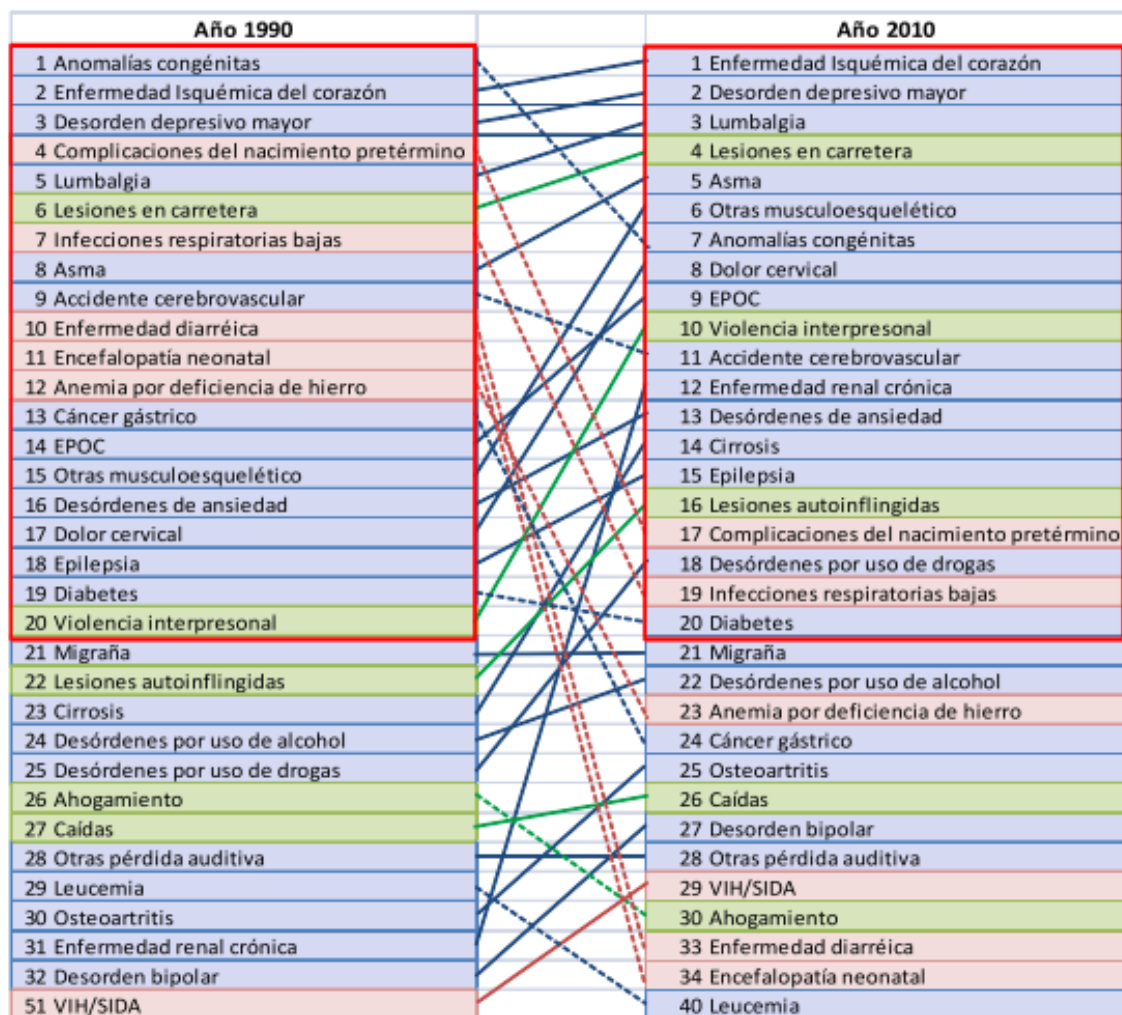 Año 1990
1 Anomalías congénitas
2 Enfermedad Isquémica del corazón
3 Desorden depresivo mayor
4 Complicaciones del nacimiento pretérmino
5 Lumbalgia
6 Lesiones en carretera
7 Infecciones respiratorias bajas
8 Asma
9 Accidente cerebrovascular
10 Enfermedad diarréica
11 Encefalopatía neonatal
12 Anemia por deficiencia de hierro
13 Cáncer gástrico
14 EPOC
15 Otras musculoesquelético
16 Desórdenes de ansiedad
17 Dolor cervical
18 Epilepsia
19 Diabetes
20 Violencia interpresonal
21 Migraña
22 Lesiones autoinflingidas
23 Cirrosis
24 Desórdenes por uso de alcohol
25 Desórdenes por uso de drogas
26 Ahogamiento
27 Caídas
28 Otras pérdida auditiva
29 Leucemia
30 Osteoartritis
31 Enfermedad renal crónica
32 Desorden bipolar
51 VIH/SIDA
Año 2010
1 Enfermedad Isquémica del corazón
2 Desorden depresivo mayor
3 Lumbalgia
4 Lesiones en carretera
5 Asma
6 Otras musculoesquelético
7 Anomalías congénitas
8 Dolor cervical
9 EPOC
10 Violencia interpresonal
11 Accidente cerebrovascular
12 Enfermedad renal crónica
13 Desórdenes de ansiedad
14 Cirrosis
15 Epilepsia
16 Lesiones autoinflingidas
17 Complicaciones del nacimiento pretérmino
18 Desórdenes por uso de drogas
19 Infecciones respiratorias bajas
20 Diabetes
21 Migraña
22 Desórdenes por uso de alcohol
23 Anemia por deficiencia de hierro
24 Cáncer gástrico
25 Osteoartritis
26 Caídas
27 Desorden bipolar
28 Otras pérdida auditiva
29 VIH/SIDA
30 Ahogamiento
33 Enfermedad diarréica
34 Encefalopatía neonatal
40 Leucemia